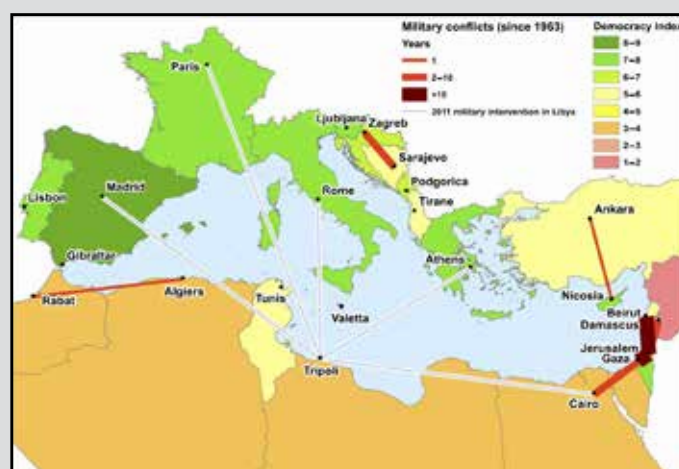 Military conflicts (since 1963)
Years
1
2–10
>10
2011 military intervention in Libya
Democracy index
8–9
7–8
6–7
5–6
4–5
3–4
2–3
1–2
Paris
Ljubljana
Zagreb
Sarajevo
Podgorica
Tirane
Lisbon
Madrid
Rome
Ankara
Gibraltar
Athens
Rabat
Algiers
Tunis
Valetta
Nicosia
Beirut
Damascus
Jerusalem
Gaza
Tripoli
Cairo